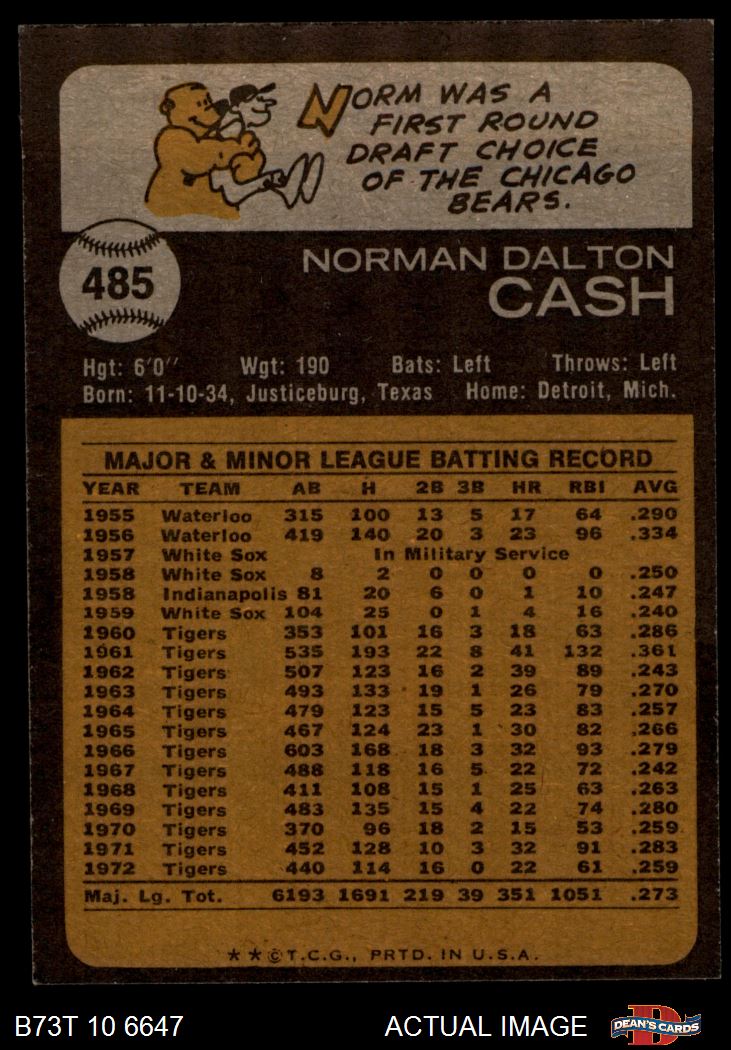 NORM WAS A
FIRST ROUND
DRAFT CHOICE
OF THE CHICAGO
BEARS.
485
NORMAN DALTON
CASH
Hgt: 6'0" Wgt: 190 Bats: Left Throws: Left
Born: 11-10-34, Justiceburg, Texas Home: Detroit, Mich.
MAJOR & MINOR LEAGUE BATTING RECORD
YEAR TEAM AB H 2B 3B HR RBI AVG
1955 Waterloo 315 100 13 5 17 64 .290
1956 Waterloo 419 140 20 3 23 96 .334
1957 White Sox In Military Service
1958 White Sox 8 2 0 0 0 0 .250
1958 Indianapolis 81 20 6 0 1 10 .247
1959 White Sox 104 25 0 1 4 16 .240
1960 Tigers 353 101 16 3 18 63 .286
1961 Tigers 535 193 22 8 41 132 .361
1962 Tigers 507 123 16 2 39 89 .243
1963 Tigers 493 133 19 1 26 79 .270
1964 Tigers 479 123 15 5 23 83 .257
1965 Tigers 467 124 23 1 30 82 .266
1966 Tigers 603 168 18 3 32 93 .279
1967 Tigers 488 118 16 5 22 72 .242
1968 Tigers 411 108 15 1 25 63 .263
1969 Tigers 483 135 15 4 22 74 .280
1970 Tigers 370 96 18 2 15 53 .259
1971 Tigers 452 128 10 3 32 91 .283
1972 Tigers 440 114 16 0 22 61 .259
Maj. Lg. Tot. 6193 1691 219 39 351 1051 .273
★★©T.C.G., PRTD. IN U.S.A.
B73T 10 6647 ACTUAL IMAGE D DEAN'S CARDS